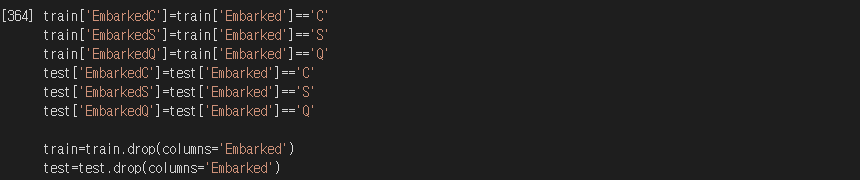 [364] train['EmbarkedC']=train['Embarked']=='C'
train['EmbarkedS']=train['Embarked']=='S'
train['EmbarkedQ']=train['Embarked']=='Q'
test['EmbarkedC']=test['Embarked']=='C'
test['EmbarkedS']=test['Embarked']=='S'
test['EmbarkedQ']=test['Embarked']=='Q'
train=train.drop(columns='Embarked')
test=test.drop(columns='Embarked')